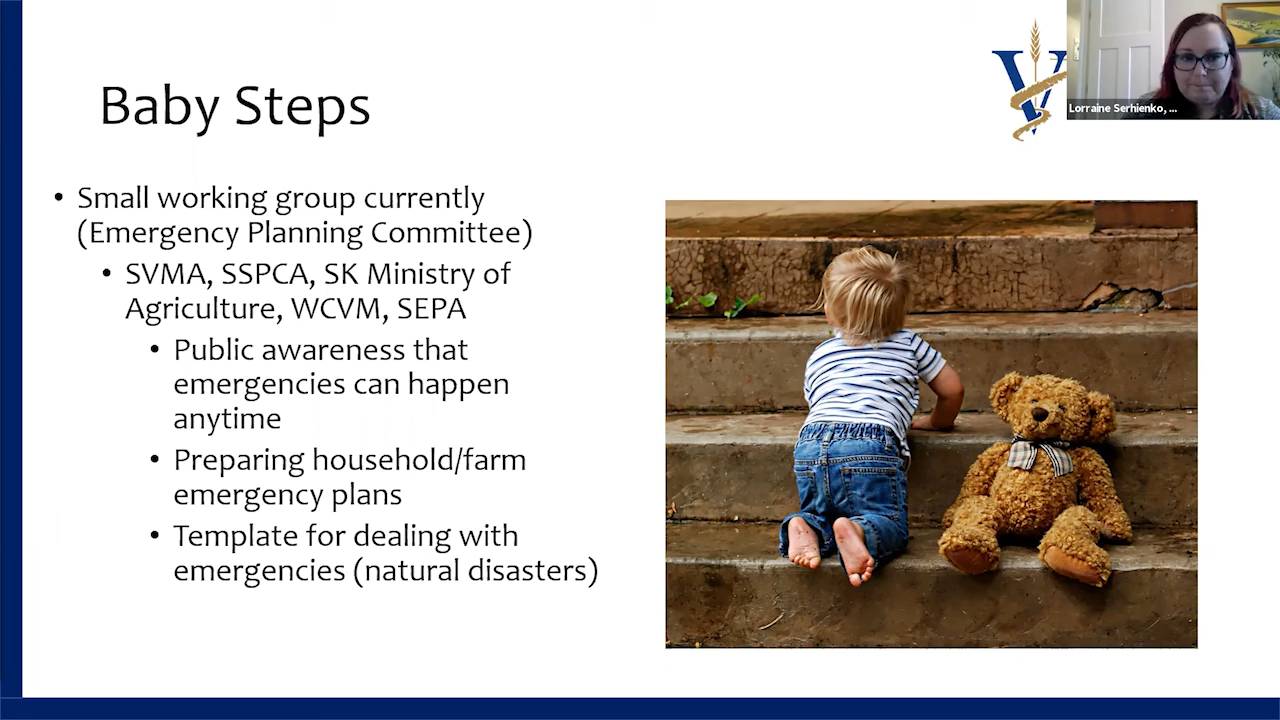 Baby Steps
Lorraine Serhienko, ...
• Small working group currently
(Emergency Planning Committee)
• SVMA, SSPCA, SK Ministry of
Agriculture, WCVM, SEPA
• Public awareness that
emergencies can happen
anytime
• Preparing household/farm
emergency plans
• Template for dealing with
emergencies (natural disasters)